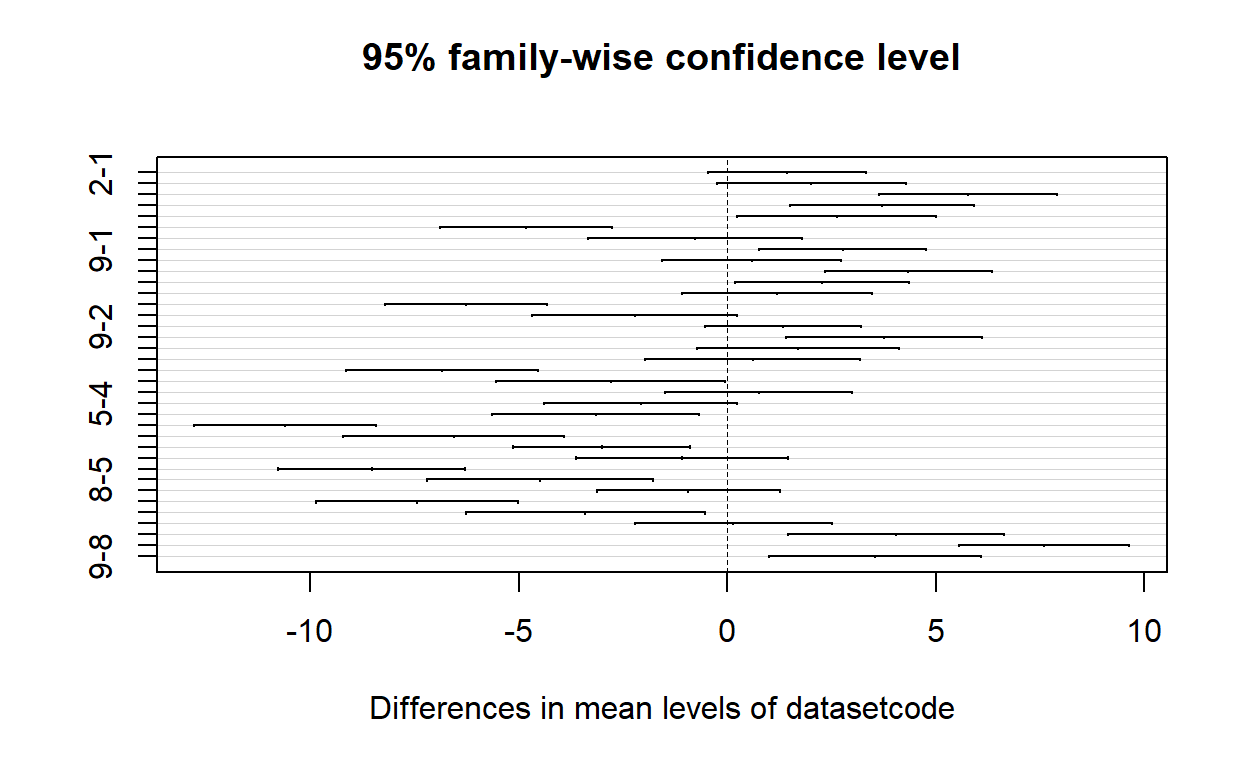 95% family-wise confidence level
2-1
9-1
9-2
5-4
8-5
9-8
-10 -5 0 5 10
Differences in mean levels of datasetcode